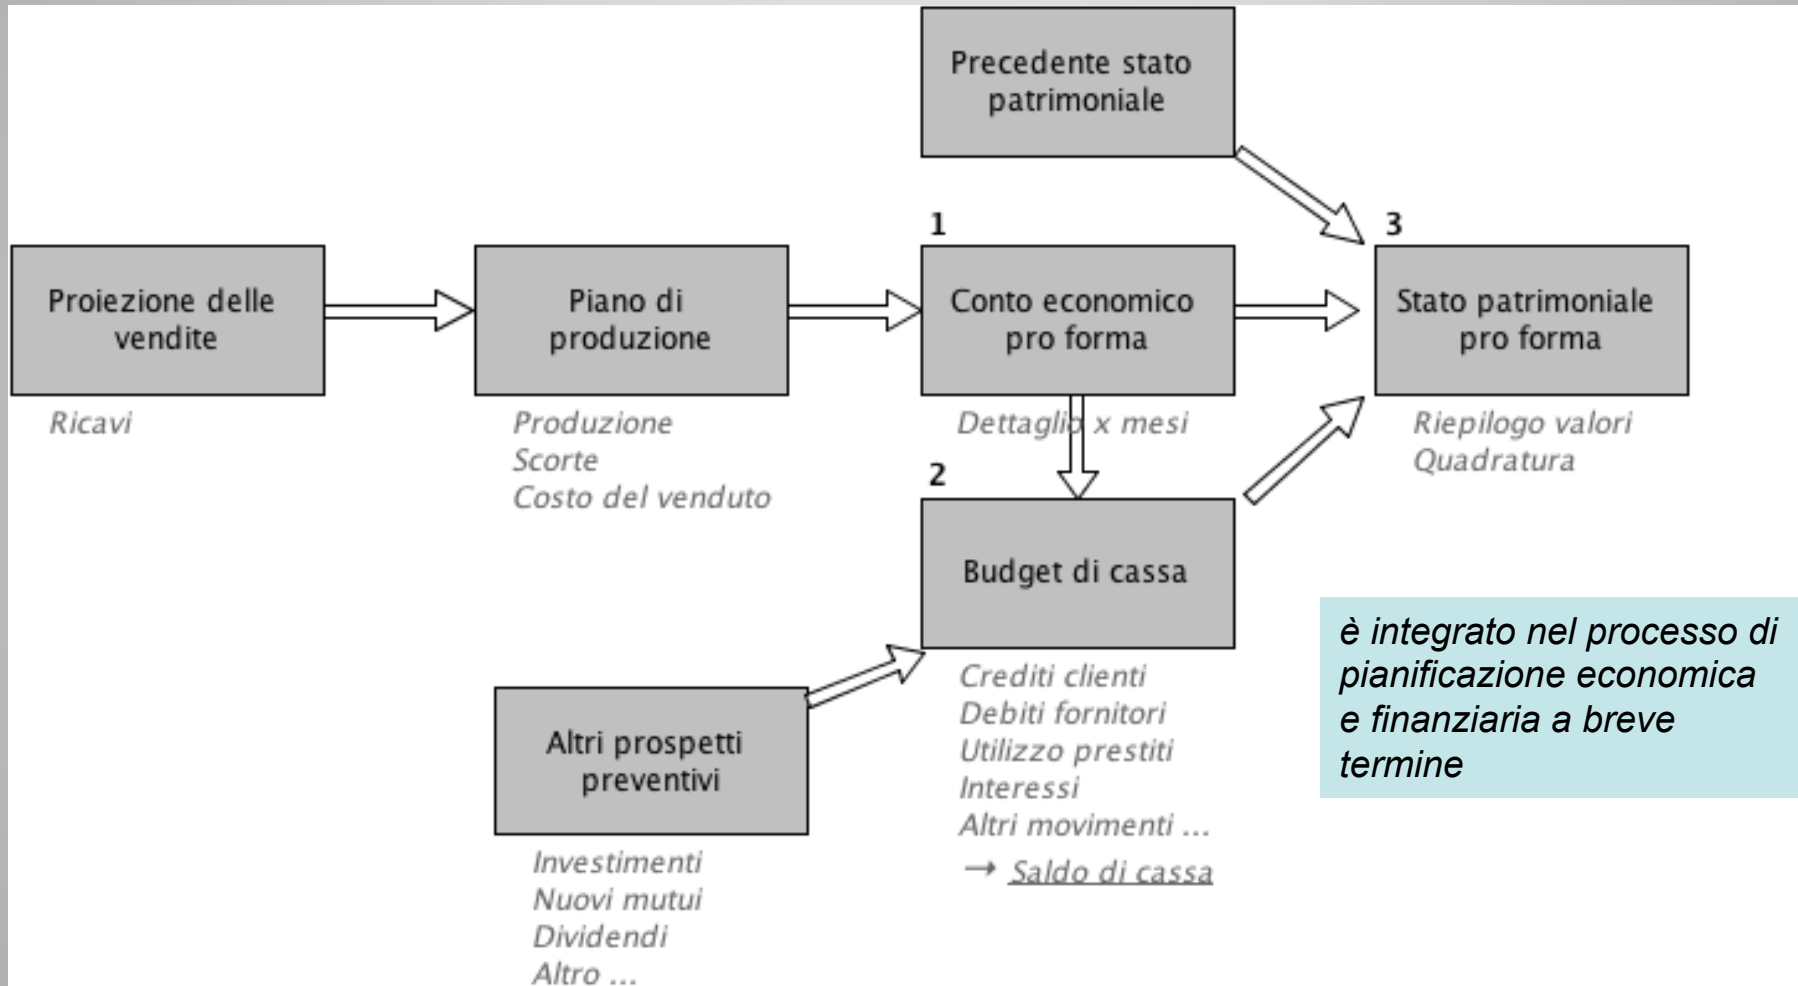 Precedente stato
patrimoniale
Proiezione delle
vendite
Ricavi
Piano di
produzione
Produzione
Scorte
Costo del venduto
1
Conto economico
pro forma
Dettaglio x mesi
2
Budget di cassa
Crediti clienti
Debiti fornitori
Utilizzo prestiti
Interessi
Altri movimenti ...
→ Saldo di cassa
Altri prospetti
preventivi
Investimenti
Nuovi mutui
Dividendi
Altro ...
3
Stato patrimoniale
pro forma
Riepilogo valori
Quadratura
è integrato nel processo di
pianificazione economica
e finanziaria a breve
termine